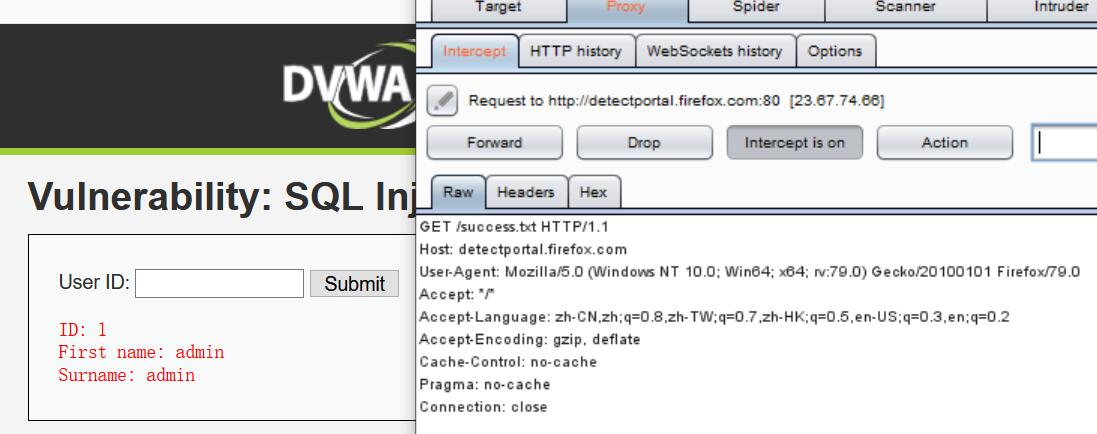 DVWA
Vulnerability: SQL Inj
User ID:
Submit
ID: 1
First name: admin
Surname: admin
Target Proxy Spider Scanner Intruder
Intercept HTTP history WebSockets history Options
Request to http://detectportal.firefox.com:80 [23.67.74.66]
Forward Drop Intercept is on Action
Raw Headers Hex
GET /success.txt HTTP/1.1
Host: detectportal.firefox.com
User-Agent: Mozilla/5.0 (Windows NT 10.0; Win64; x64; rv:79.0) Gecko/20100101 Firefox/79.0
Accept: */*
Accept-Language: zh-CN,zh;q=0.8,zh-TW;q=0.7,zh-HK;q=0.5,en-US;q=0.3,en;q=0.2
Accept-Encoding: gzip, deflate
Cache-Control: no-cache
Pragma: no-cache
Connection: close